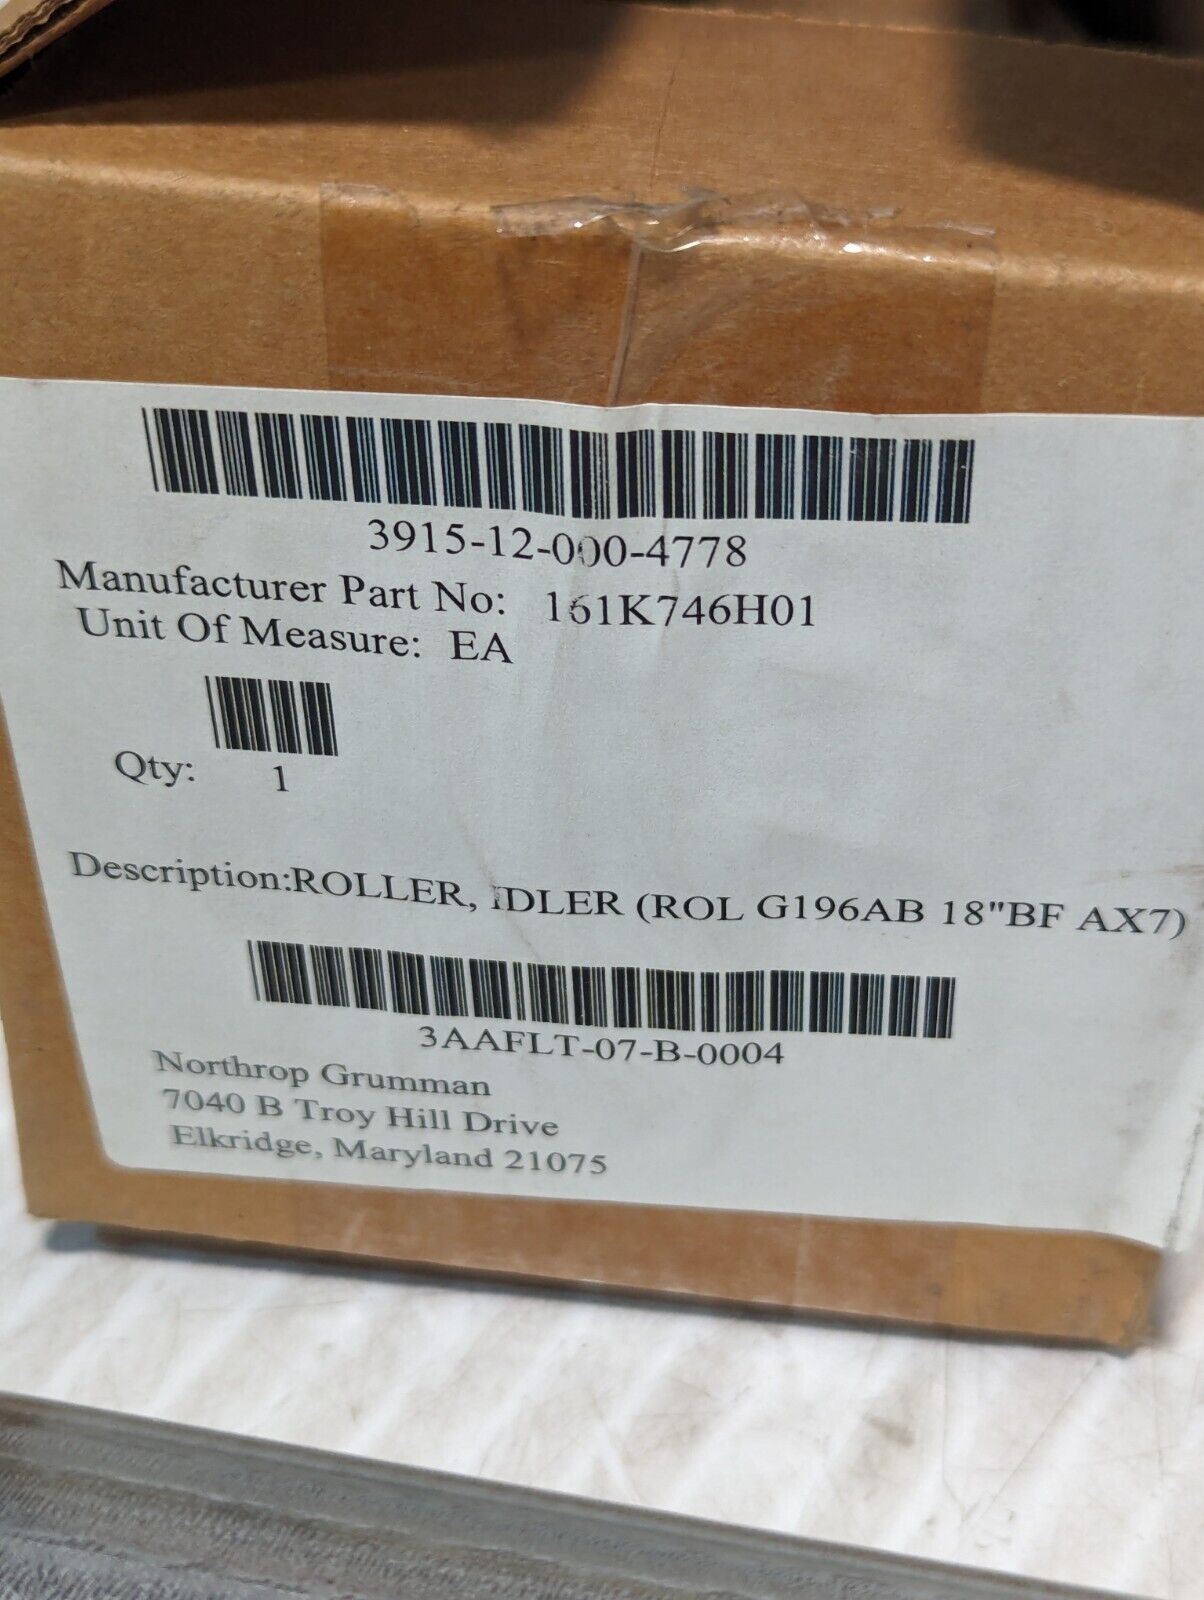 3915-12-000-4778
Manufacturer Part No: 161K746H01
Unit Of Measure: EA
Qty: 1
Description:ROLLER, IDLER (ROL G196AB 18"BF AX7)
3AAFLT-07-B-0004
Northrop Grumman
7040 B Troy Hill Drive
Elkridge, Maryland 21075